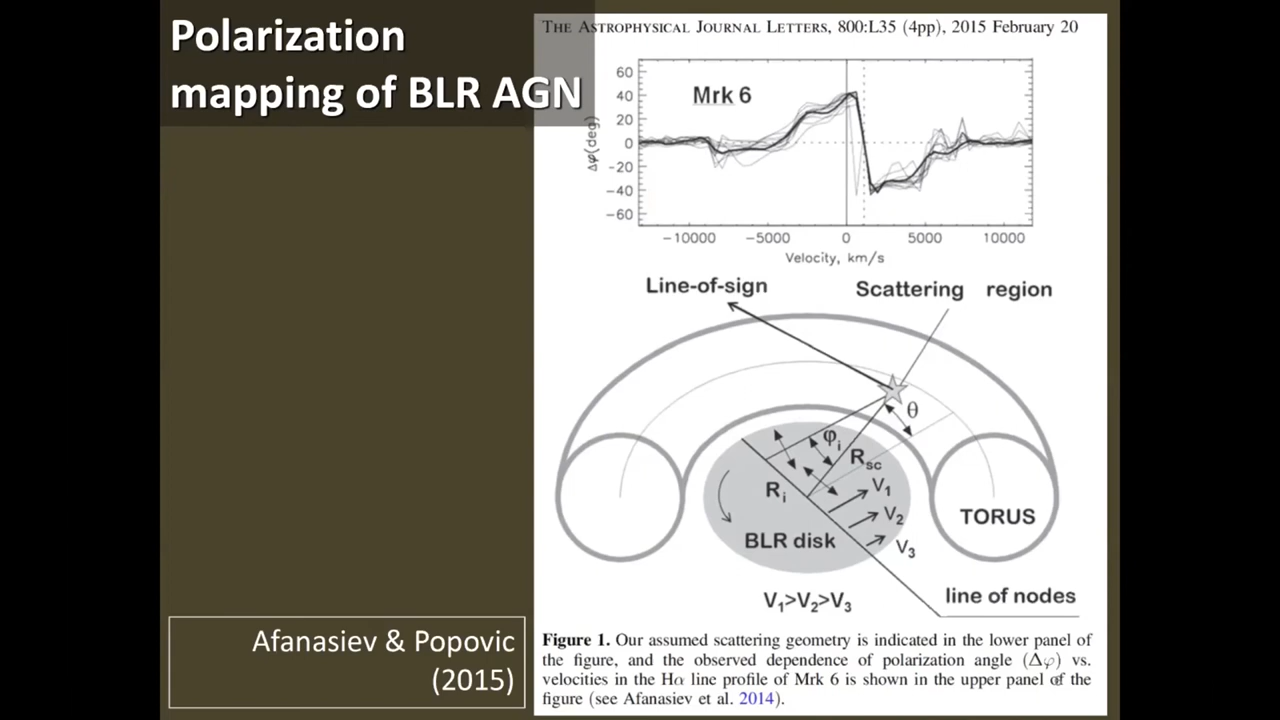 Polarization
mapping of BLR AGN
THE ASTROPHYSICAL JOURNAL LETTERS, 800:L35 (4pp), 2015 February 20
Mrk 6
60
40
20
0
−20
−40
−60
Δφ(deg)
−10000 −5000 0 5000 10000
Velocity, km/s
Line-of-sign
Scattering region
θ
φi
Rsc
Ri
V1
V2
V3
BLR disk
TORUS
V1>V2>V3
line of nodes
Figure 1. Our assumed scattering geometry is indicated in the lower panel of
the figure, and the observed dependence of polarization angle (Δφ) vs.
velocities in the Hα line profile of Mrk 6 is shown in the upper panel of the
figure (see Afanasiev et al. 2014).
Afanasiev & Popovic
(2015)